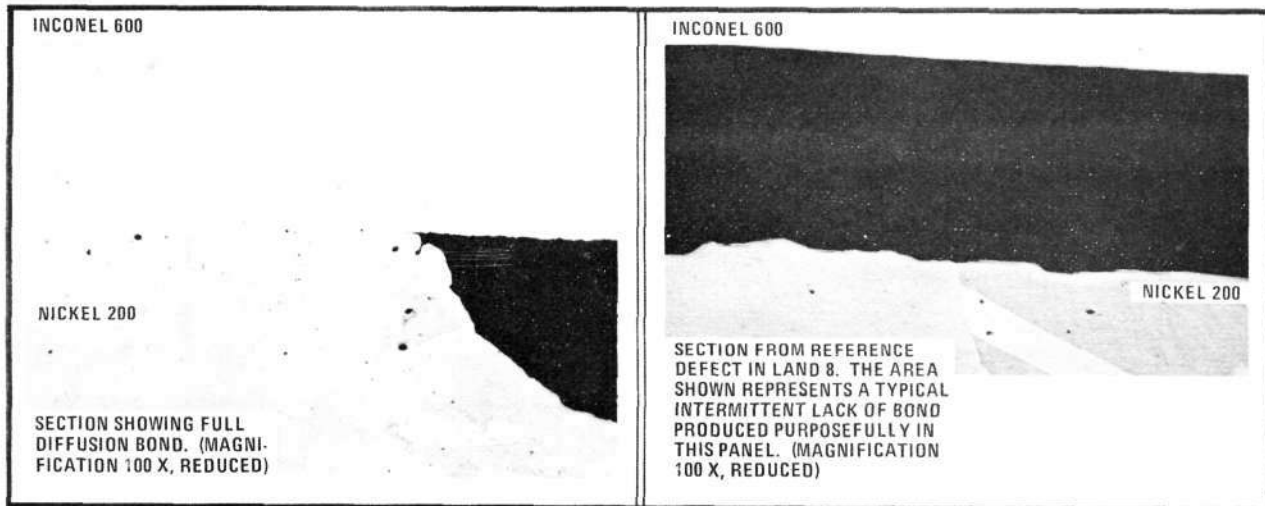 INCONEL 600
NICKEL 200
SECTION SHOWING FULL
DIFFUSION BOND. (MAGNI-
FICATION 100 X, REDUCED)
INCONEL 600
NICKEL 200
SECTION FROM REFERENCE
DEFECT IN LAND 8. THE AREA
SHOWN REPRESENTS A TYPICAL
INTERMITTENT LACK OF BOND
PRODUCED PURPOSEFULLY IN
THIS PANEL. (MAGNIFICATION
100 X, REDUCED)